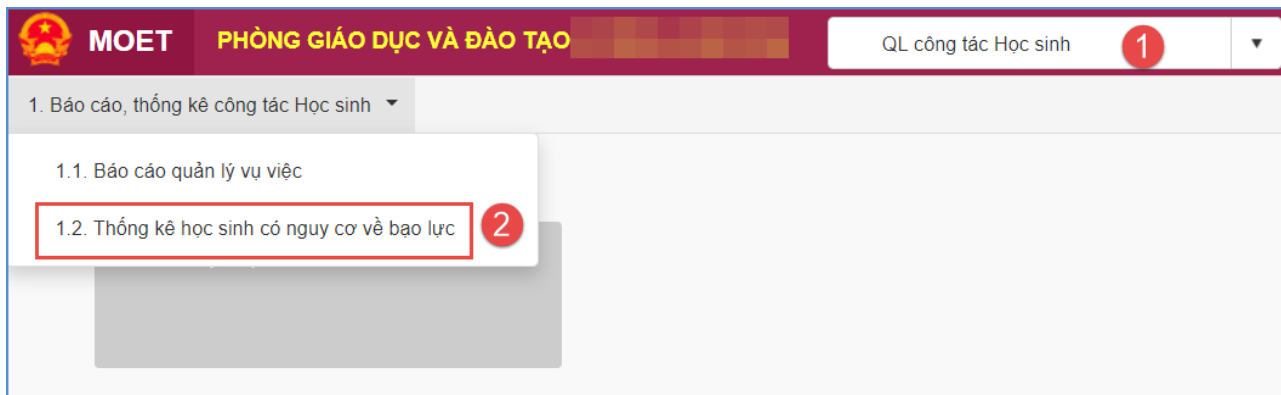 MOET PHÒNG GIÁO DỤC VÀ ĐÀO TẠO QL công tác Học sinh 1
1. Báo cáo, thống kê công tác Học sinh
1.1. Báo cáo quản lý vụ việc
1.2. Thống kê học sinh có nguy cơ về bạo lực 2